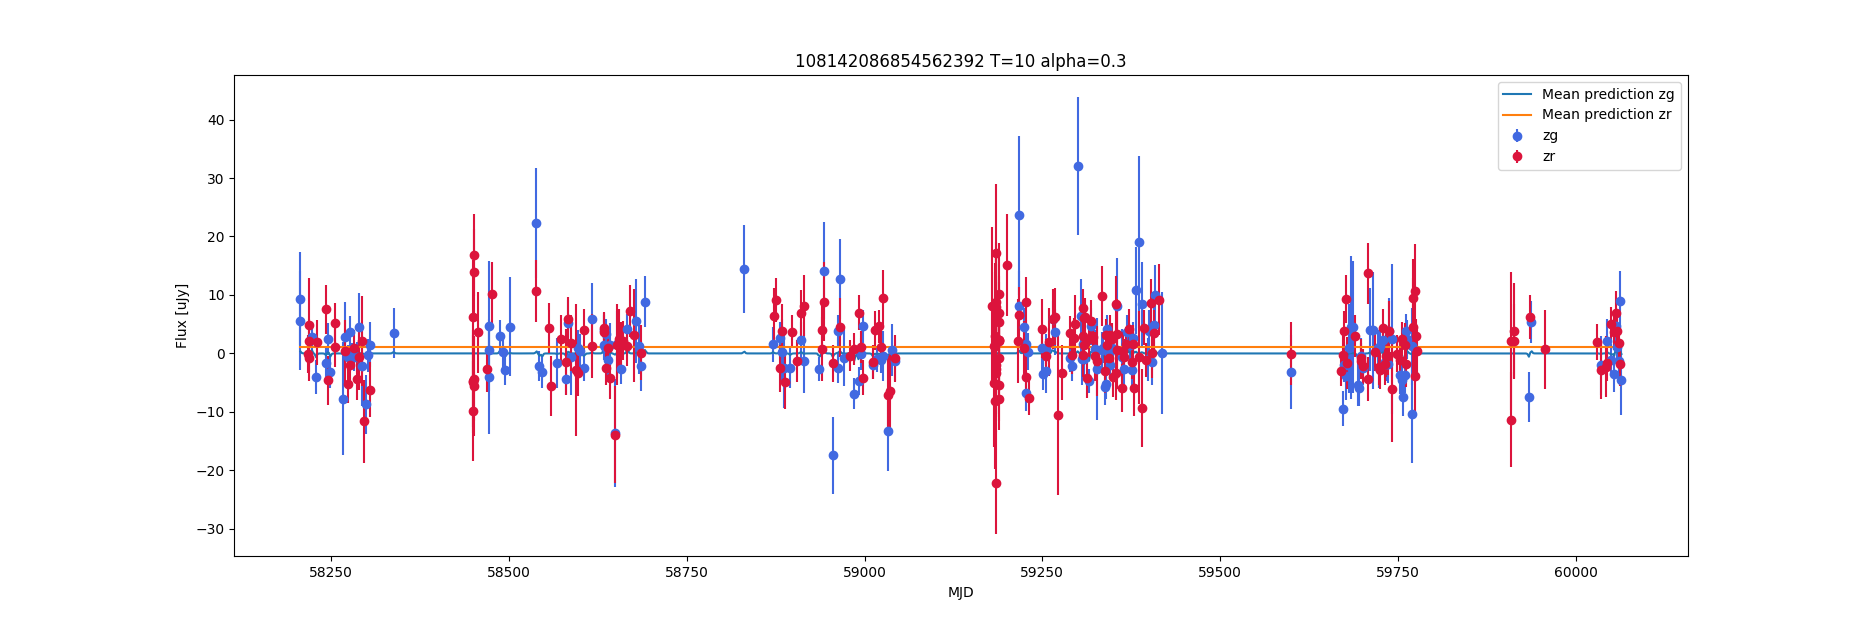 108142086854562392 T=10 alpha=0.3
Mean prediction zg
Mean prediction zr
zg
zr
Flux [uJy]
40
30
20
10
0
−10
−20
−30
58250 58500 58750 59000 59250 59500 59750 60000
MJD